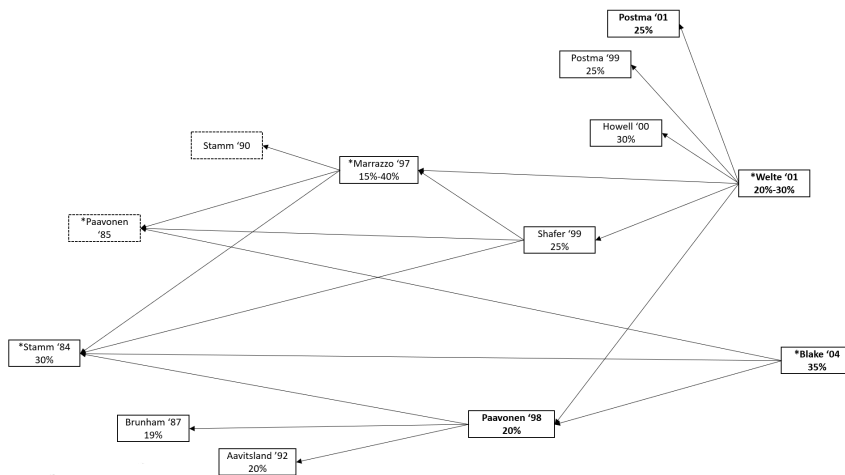 Postma ‘01
25%
Postma ‘99
25%
Howell ‘00
30%
Stamm ‘90
*Marrazzo ‘97
15%-40%
*Welte ‘01
20%-30%
*Paavonen
‘85
Shafer ‘99
25%
*Stamm ‘84
30%
*Blake ‘04
35%
Paavonen ‘98
20%
Brunham ‘87
19%
Aavitsland ‘92
20%